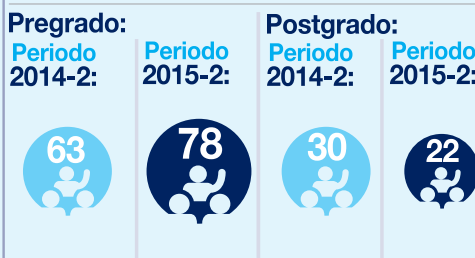 Pregrado:
Periodo
2014-2:
63
Periodo
2015-2:
78
Postgrado:
Periodo
2014-2:
30
Periodo
2015-2:
22